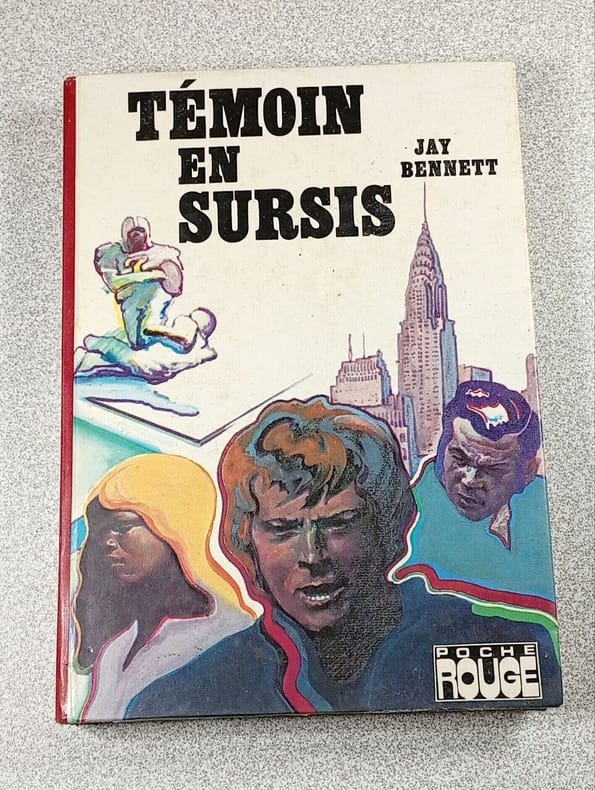 TÉMOIN
EN
SURSIS
JAY
BENNETT
POCHE
ROUGE